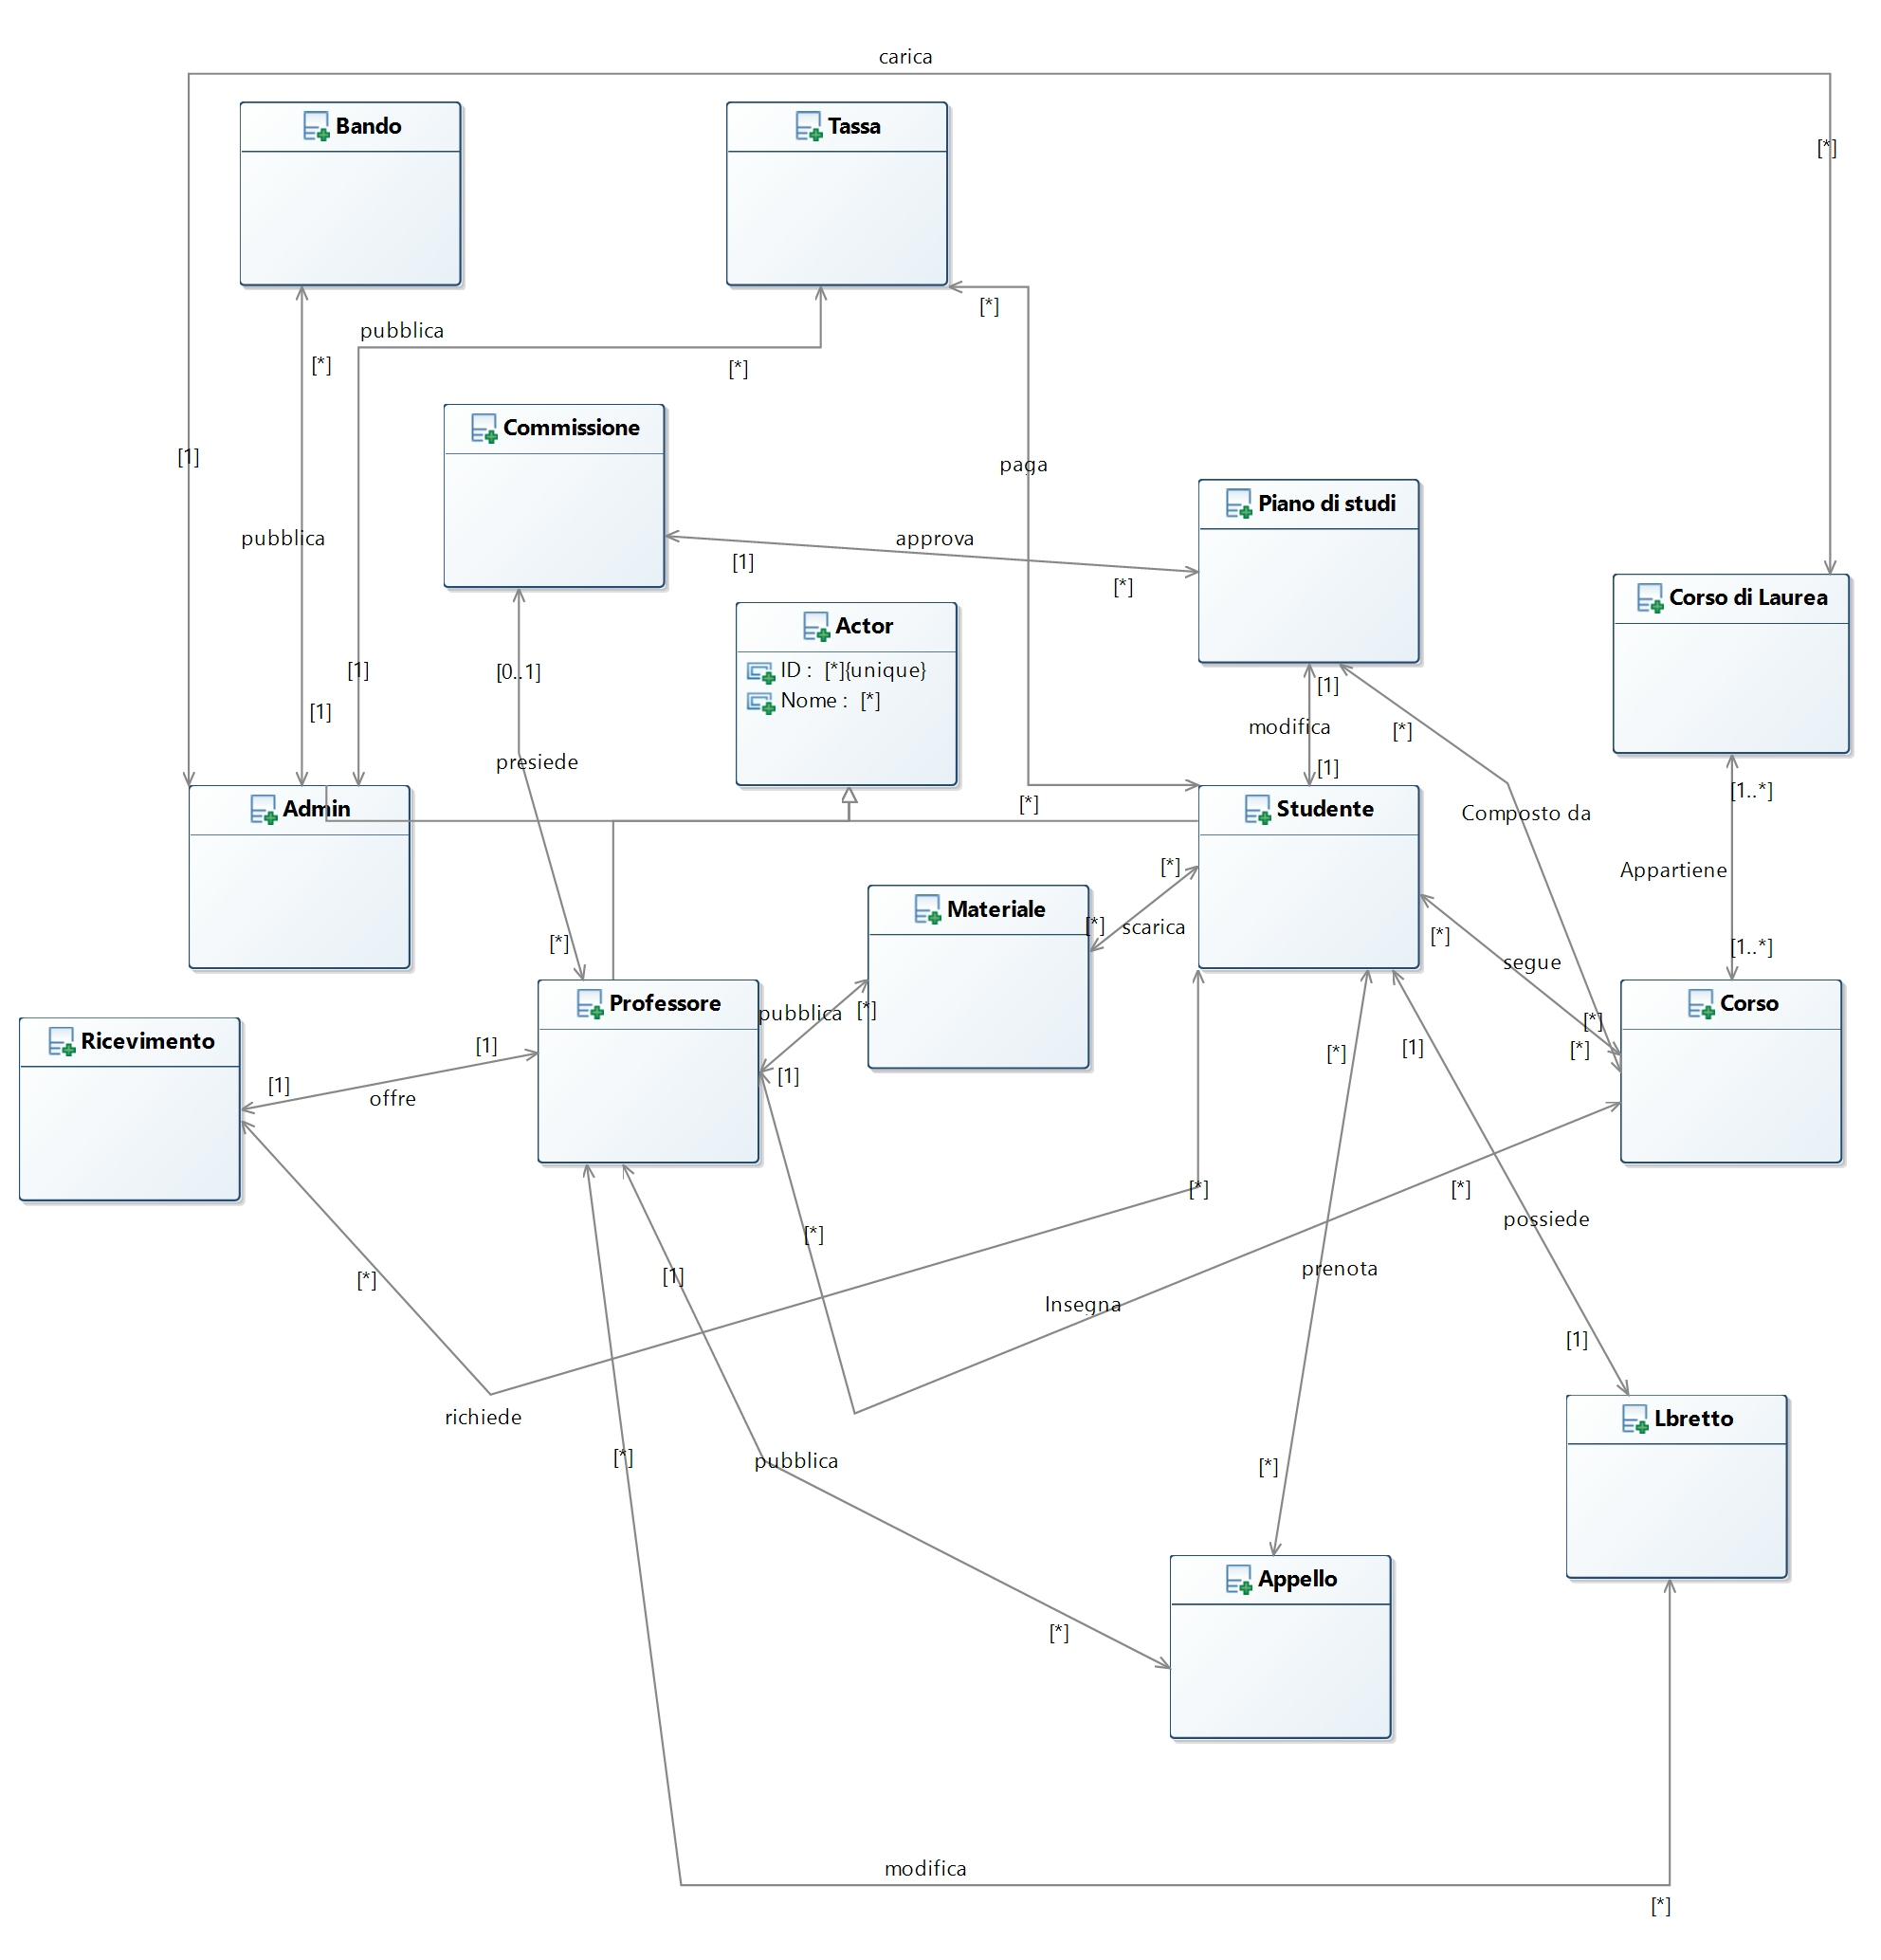 carica
Bando
Tassa
[*]
[*]
pubblica
[*]
[*]
Commissione
[1]
paga
Piano di studi
pubblica
approva
[1]
[*]
Corso di Laurea
Actor
ID :  [*]{unique}
Nome :  [*]
[0..1]
[1]
[1]
[1]
modifica
[*]
presiede
[1]
[1..*]
[*]
Admin
Studente
Composto da
[*]
Appartiene
Materiale
[*]
scarica
[*]
[*]
[1..*]
segue
Professore
pubblica
[*]
Corso
[*]
Ricevimento
[1]
[*]
[1]
[*]
[1]
[1]
offre
[*]
[*]
possiede
[*]
prenota
[1]
[*]
Insegna
[1]
richiede
Lbretto
[*]
pubblica
[*]
Appello
[*]
modifica
[*]